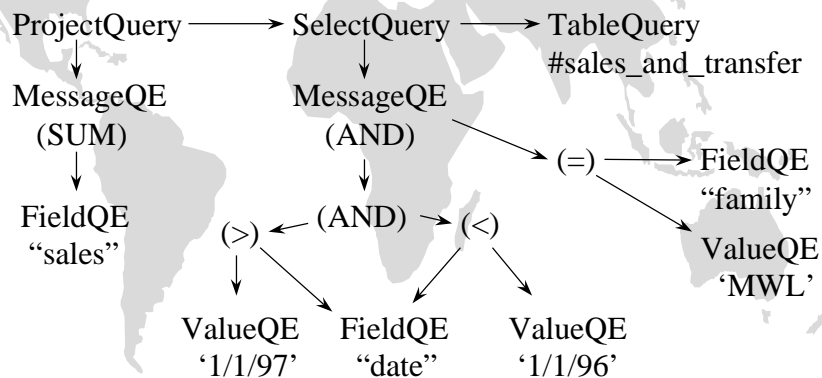 ProjectQuery SelectQuery TableQuery
#sales_and_transfer
MessageQE MessageQE
(SUM) (AND)
(=) FieldQE
“family”
FieldQE
“sales”
(>) (AND) (<)
ValueQE
‘MWL’
ValueQE FieldQE ValueQE
‘1/1/97’ “date” ‘1/1/96’